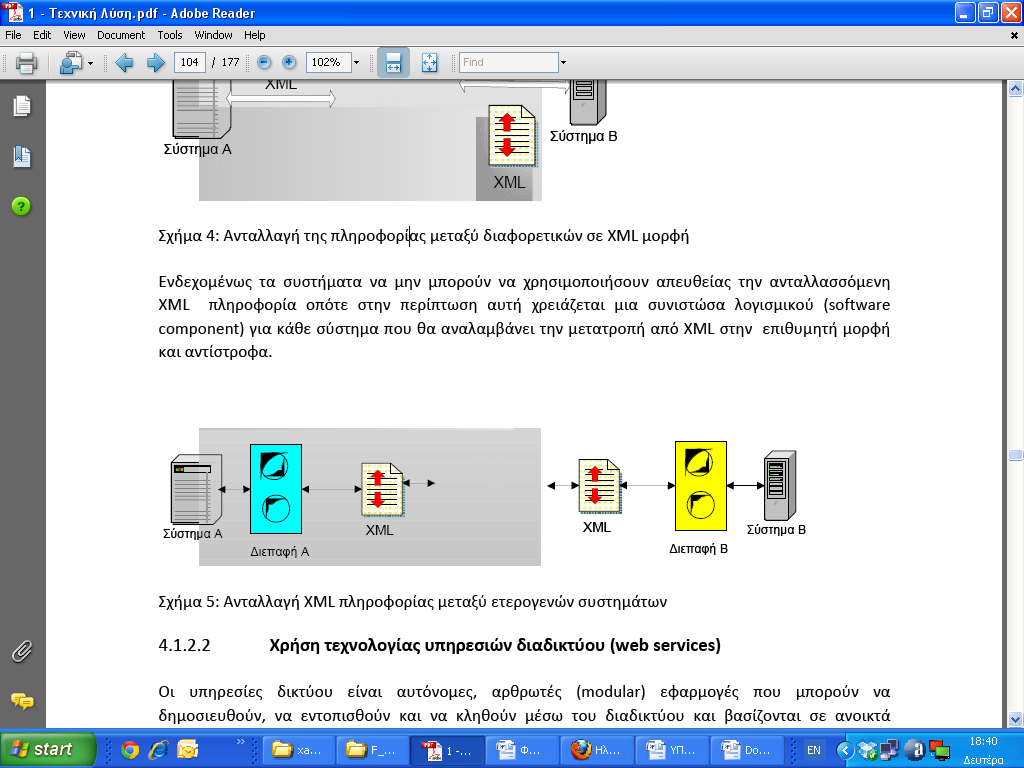 1 - Τεχνική Λύση.pdf - Adobe Reader
File Edit View Document Tools Window Help
104 / 177 102% Find
XML
Σύστημα Α
Σύστημα Β
XML
Σχήμα 4: Ανταλλαγή της πληροφορίας μεταξύ διαφορετικών σε XML μορφή
Ενδεχομένως τα συστήματα να μην μπορούν να χρησιμοποιήσουν απευθείας την ανταλλασσόμενη
XML πληροφορία οπότε στην περίπτωση αυτή χρειάζεται μια συνιστώσα λογισμικού (software
component) για κάθε σύστημα που θα αναλαμβάνει την μετατροπή από XML στην επιθυμητή μορφή
και αντίστροφα.
Σύστημα Α
Διεπαφή Α
XML
XML
Διεπαφή Β
Σύστημα Β
Σχήμα 5: Ανταλλαγή XML πληροφορίας μεταξύ ετερογενών συστημάτων
4.1.2.2 Χρήση τεχνολογίας υπηρεσιών διαδικτύου (web services)
Οι υπηρεσίες δικτύου είναι αυτόνομες, αρθρωτές (modular) εφαρμογές που μπορούν να
δημοσιευθούν, να εντοπισθούν και να κληθούν μέσω του διαδικτύου και βασίζονται σε ανοικτά
start xa... F_... 1 -... Φ... Ηλ... ΥΠ... Do... EN 18:40
Δευτέρα